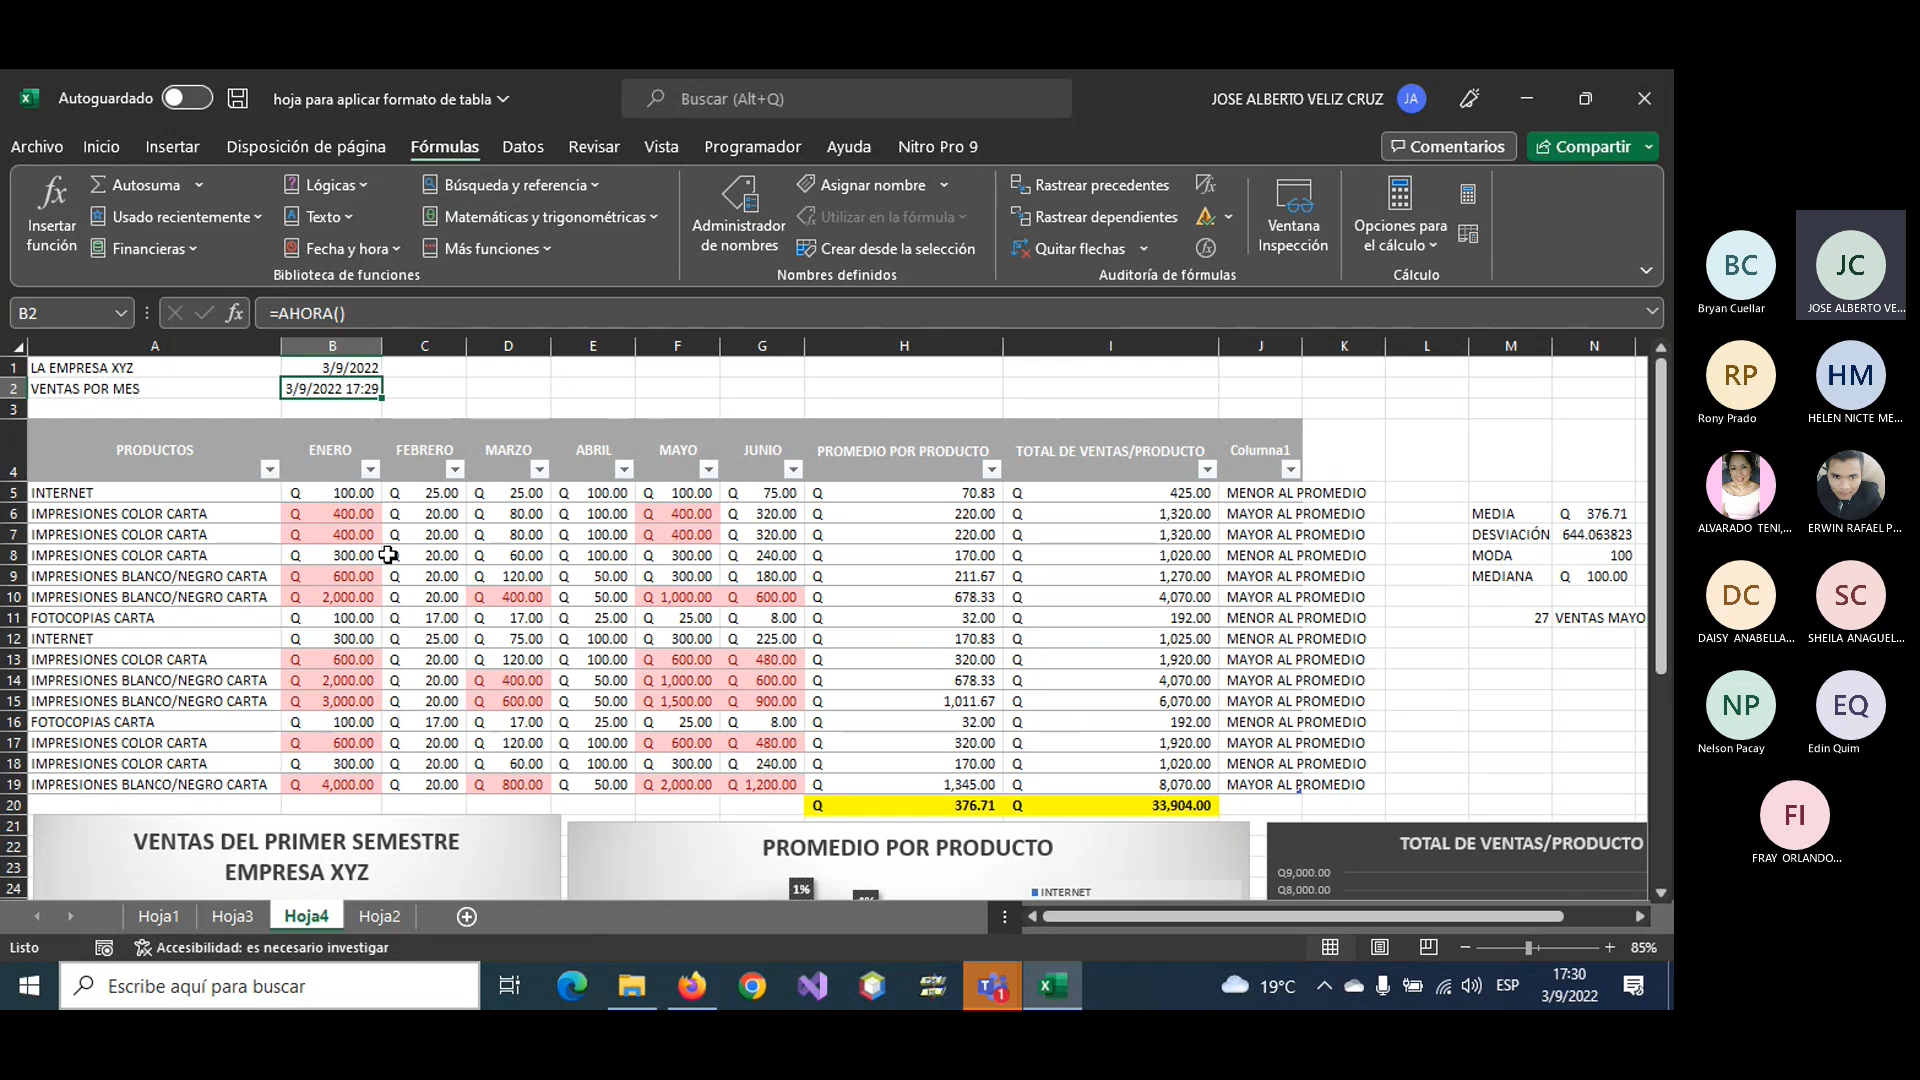 Autoguardado
hoja para aplicar formato de tabla
Buscar (Alt+Q)
JOSE ALBERTO VELIZ CRUZ JA
Archivo Inicio Insertar Disposición de página Fórmulas Datos Revisar Vista Programador Ayuda Nitro Pro 9 Comentarios Compartir
Insertar función
Autosuma
Usado recientemente
Financieras
Lógicas
Texto
Fecha y hora
Búsqueda y referencia
Matemáticas y trigonométricas
Más funciones
Biblioteca de funciones
Administrador de nombres
Asignar nombre
Utilizar en la fórmula
Crear desde la selección
Nombres definidos
Rastrear precedentes
Rastrear dependientes
Quitar flechas
Auditoría de fórmulas
Ventana Inspección
Opciones para el cálculo
Cálculo
B2 fx =AHORA()
A B C D E F G H I J K L M N
1 LA EMPRESA XYZ 3/9/2022
2 VENTAS POR MES 3/9/2022 17:29
3
4 PRODUCTOS ENERO FEBRERO MARZO ABRIL MAYO JUNIO PROMEDIO POR PRODUCTO TOTAL DE VENTAS/PRODUCTO Columna1
5 INTERNET Q 100.00 Q 25.00 Q 25.00 Q 100.00 Q 100.00 Q 75.00 Q 70.83 Q 425.00 MENOR AL PROMEDIO
6 IMPRESIONES COLOR CARTA Q 400.00 Q 20.00 Q 80.00 Q 100.00 Q 400.00 Q 320.00 Q 220.00 Q 1,320.00 MAYOR AL PROMEDIO MEDIA Q 376.71
7 IMPRESIONES COLOR CARTA Q 400.00 Q 20.00 Q 80.00 Q 100.00 Q 400.00 Q 320.00 Q 220.00 Q 1,320.00 MAYOR AL PROMEDIO DESVIACIÓN 644.063823
8 IMPRESIONES COLOR CARTA Q 300.00 Q 20.00 Q 60.00 Q 100.00 Q 300.00 Q 240.00 Q 170.00 Q 1,020.00 MENOR AL PROMEDIO MODA 100
9 IMPRESIONES BLANCO/NEGRO CARTA Q 600.00 Q 20.00 Q 120.00 Q 50.00 Q 300.00 Q 180.00 Q 211.67 Q 1,270.00 MAYOR AL PROMEDIO MEDIANA Q 100.00
10 IMPRESIONES BLANCO/NEGRO CARTA Q 2,000.00 Q 20.00 Q 400.00 Q 50.00 Q 1,000.00 Q 600.00 Q 678.33 Q 4,070.00 MAYOR AL PROMEDIO
11 FOTOCOPIAS CARTA Q 100.00 Q 17.00 Q 17.00 Q 25.00 Q 25.00 Q 8.00 Q 32.00 Q 192.00 MENOR AL PROMEDIO 27 VENTAS MAYO
12 INTERNET Q 300.00 Q 25.00 Q 75.00 Q 100.00 Q 300.00 Q 225.00 Q 170.83 Q 1,025.00 MENOR AL PROMEDIO
13 IMPRESIONES COLOR CARTA Q 600.00 Q 20.00 Q 120.00 Q 100.00 Q 600.00 Q 480.00 Q 320.00 Q 1,920.00 MAYOR AL PROMEDIO
14 IMPRESIONES BLANCO/NEGRO CARTA Q 2,000.00 Q 20.00 Q 400.00 Q 50.00 Q 1,000.00 Q 600.00 Q 678.33 Q 4,070.00 MAYOR AL PROMEDIO
15 IMPRESIONES BLANCO/NEGRO CARTA Q 3,000.00 Q 20.00 Q 600.00 Q 50.00 Q 1,500.00 Q 900.00 Q 1,011.67 Q 6,070.00 MAYOR AL PROMEDIO
16 FOTOCOPIAS CARTA Q 100.00 Q 17.00 Q 17.00 Q 25.00 Q 25.00 Q 8.00 Q 32.00 Q 192.00 MENOR AL PROMEDIO
17 IMPRESIONES COLOR CARTA Q 600.00 Q 20.00 Q 120.00 Q 100.00 Q 600.00 Q 480.00 Q 320.00 Q 1,920.00 MAYOR AL PROMEDIO
18 IMPRESIONES COLOR CARTA Q 300.00 Q 20.00 Q 60.00 Q 100.00 Q 300.00 Q 240.00 Q 170.00 Q 1,020.00 MENOR AL PROMEDIO
19 IMPRESIONES BLANCO/NEGRO CARTA Q 4,000.00 Q 20.00 Q 800.00 Q 50.00 Q 2,000.00 Q 1,200.00 Q 1,345.00 Q 8,070.00 MAYOR AL PROMEDIO
20 Q 376.71 Q 33,904.00
21
22
23
24
VENTAS DEL PRIMER SEMESTRE
EMPRESA XYZ
PROMEDIO POR PRODUCTO
1%
INTERNET
TOTAL DE VENTAS/PRODUCTO
Q9,000.00
Q8,000.00
Hoja1 Hoja3 Hoja4 Hoja2
Listo Accesibilidad: es necesario investigar 85%
Escribe aquí para buscar
1
19°C ESP 17:30
3/9/2022
BC
Bryan Cuellar
JC
JOSE ALBERTO VE...
RP
Rony Prado
HM
HELEN NICTE ME...
ALVARADO TENI,...
ERWIN RAFAEL P...
DC
DAISY ANABELLA...
SC
SHEILA ANAGUEL...
NP
Nelson Pacay
EQ
Edin Quim
FI
FRAY ORLANDO...